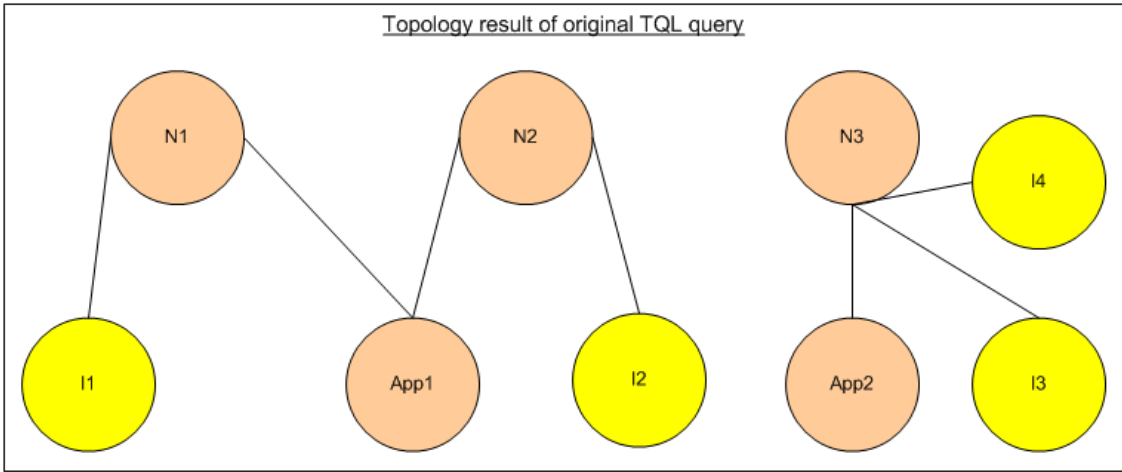 Topology result of original TQL query
N1
N2
N3
I4
I1
App1
I2
App2
I3